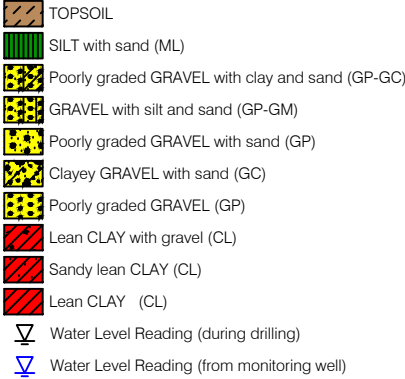 TOPSOIL
SILT with sand (ML)
Poorly graded GRAVEL with clay and sand (GP-GC)
GRAVEL with silt and sand (GP-GM)
Poorly graded GRAVEL with sand (GP)
Clayey GRAVEL with sand (GC)
Poorly graded GRAVEL (GP)
Lean CLAY with gravel (CL)
Sandy lean CLAY (CL)
Lean CLAY (CL)
Water Level Reading (during drilling)
Water Level Reading (from monitoring well)